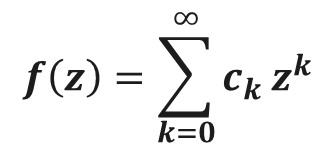 f(z) = ∑_{k=0}^{∞} c_k z^k